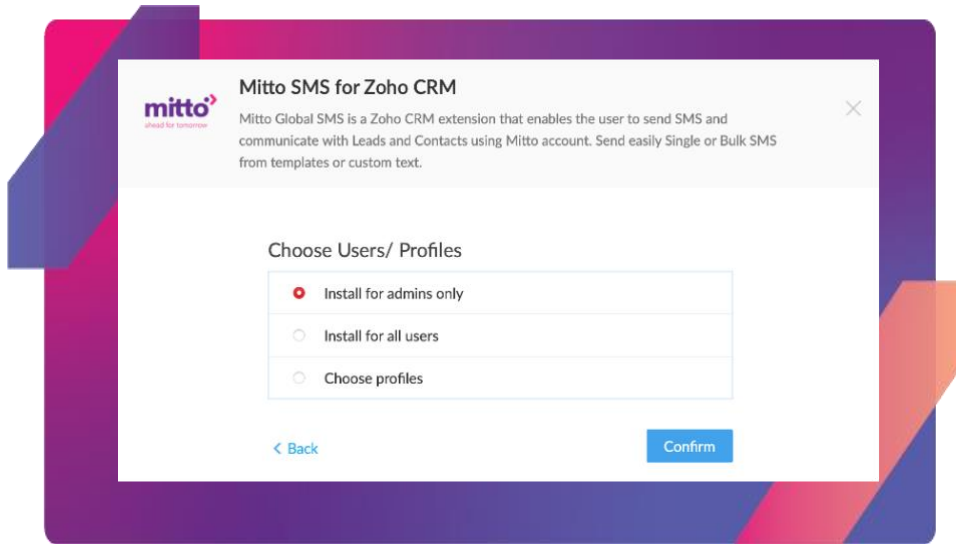 Mitto SMS for Zoho CRM
mitto
ahead for tomorrow
Mitto Global SMS is a Zoho CRM extension that enables the user to send SMS and
communicate with Leads and Contacts using Mitto account. Send easily Single or Bulk SMS
from templates or custom text.
Choose Users/ Profiles
Install for admins only
Install for all users
Choose profiles
Back
Confirm